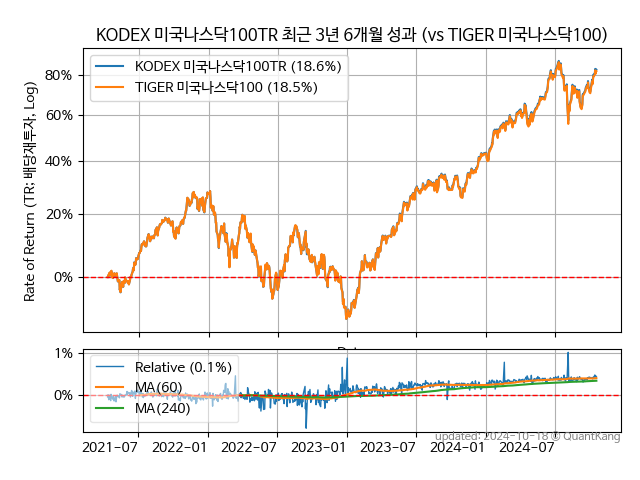 KODEX 미국나스닥100TR 최근 3년 6개월 성과 (vs TIGER 미국나스닥100)
KODEX 미국나스닥100TR (18.6%)
TIGER 미국나스닥100 (18.5%)
80%
60%
40%
20%
0%
Rate of Return (TR: 배당재투자, Log)
1%
0%
Relative (0.1%)
MA(60)
MA(240)
2021-07 2022-01 2022-07 2023-01 2023-07 2024-01 2024-07
updated: 2024-10-18 © QuantKang